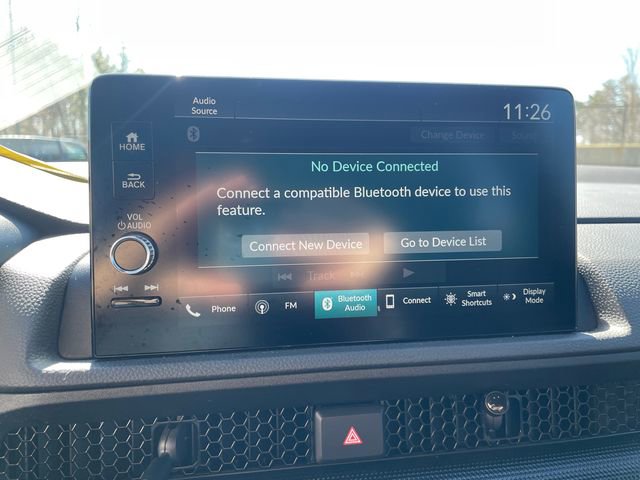 Audio
Source
11:26
HOME
Change Device
Sound
No Device Connected
BACK
Connect a compatible Bluetooth device to use this
feature.
VOL
AUDIO
Connect New Device
Go to Device List
Track
Phone
FM
Bluetooth
Audio
Connect
Smart
Shortcuts
Display
Mode